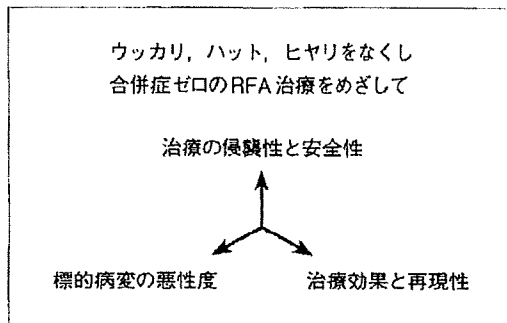 ウッカリ，ハット，ヒヤリをなくし
合併症ゼロのRFA治療をめざして
治療の侵襲性と安全性
標的病変の悪性度
治療効果と再現性